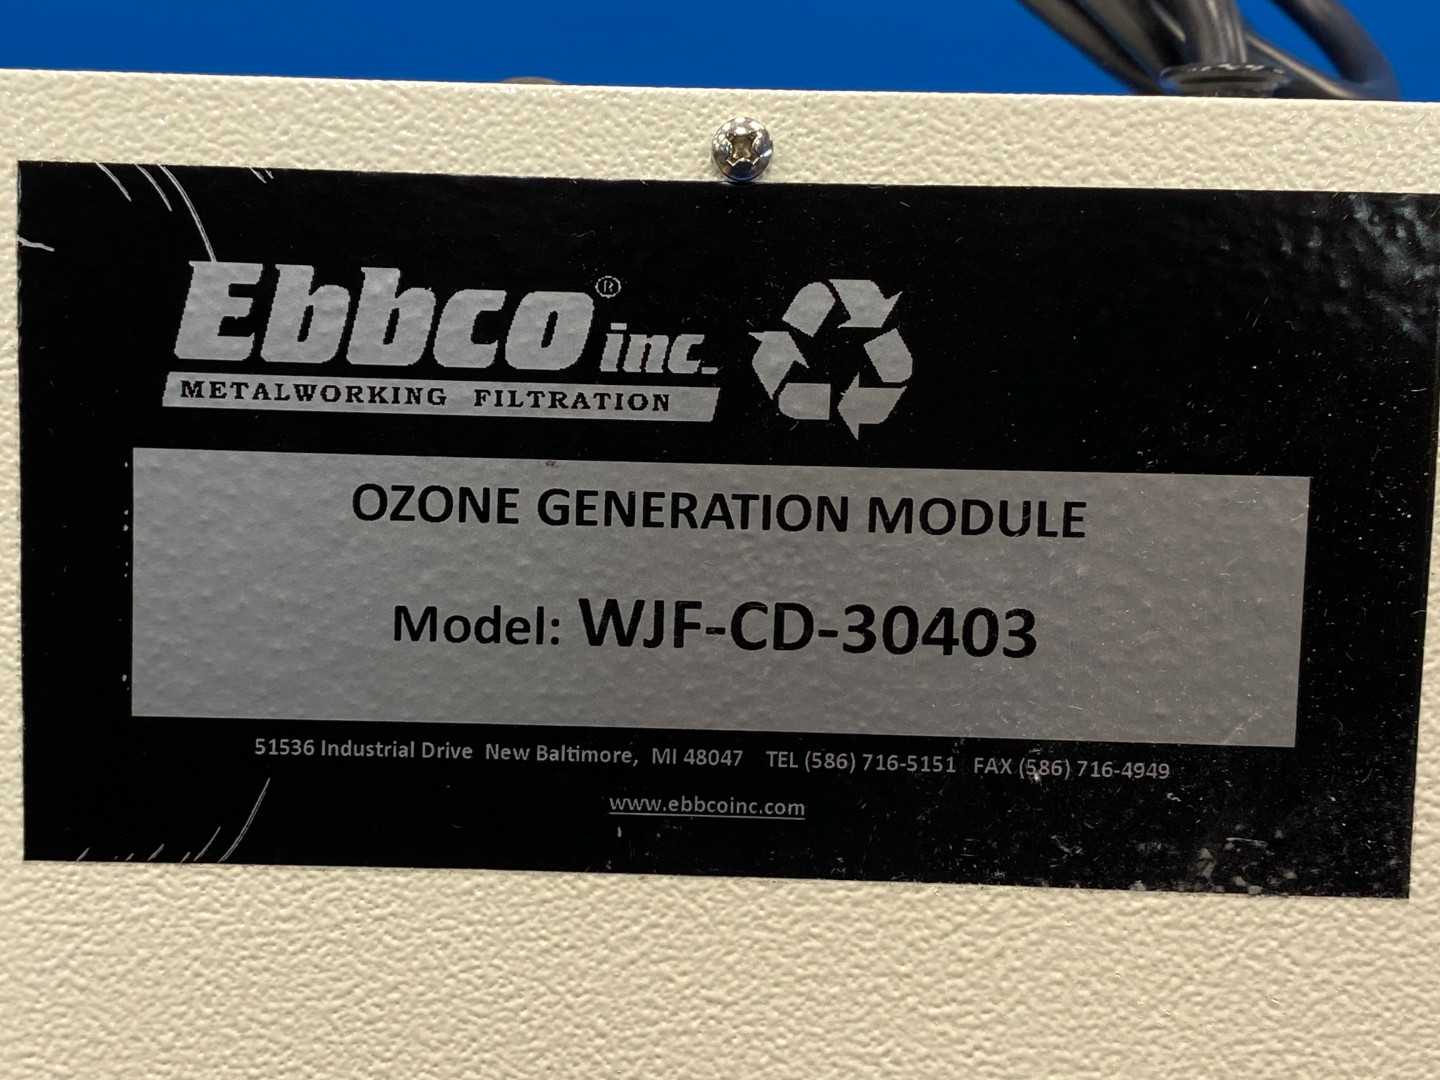 Ebbco® inc.
METALWORKING FILTRATION
OZONE GENERATION MODULE
Model: WJF-CD-30403
51536 Industrial Drive New Baltimore, MI 48047 TEL (586) 716-5151 FAX (586) 716-4949
www.ebbcoinc.com